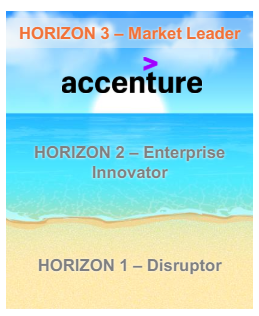 HORIZON 3 – Market Leader
accenture
HORIZON 2 – Enterprise
Innovator
HORIZON 1 – Disruptor